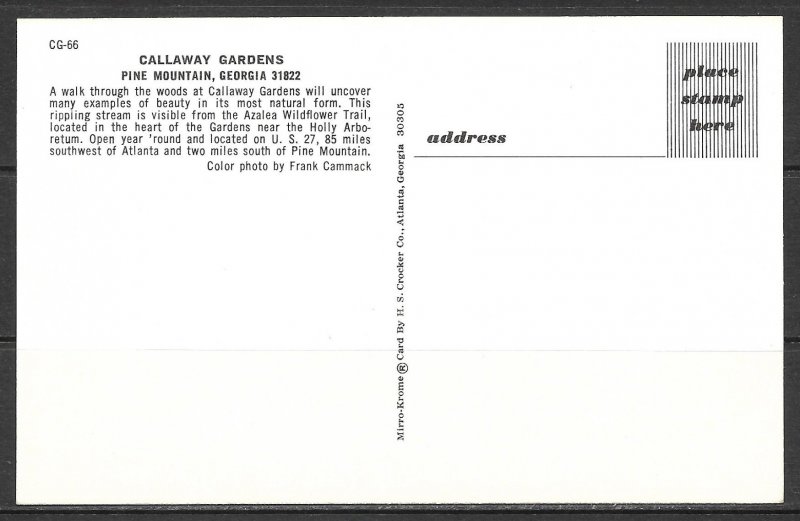 CG-66
CALLAWAY GARDENS
PINE MOUNTAIN, GEORGIA 31822
A walk through the woods at Callaway Gardens will uncover
many examples of beauty in its most natural form. This
rippling stream is visible from the Azalea Wildflower Trail,
located in the heart of the Gardens near the Holly Arbo-
retum. Open year 'round and located on U. S. 27, 85 miles
southwest of Atlanta and two miles south of Pine Mountain.
Color photo by Frank Cammack
Mirro-Krome ® Card By H. S. Crocker Co., Atlanta, Georgia 30305
address
place
stamp
here